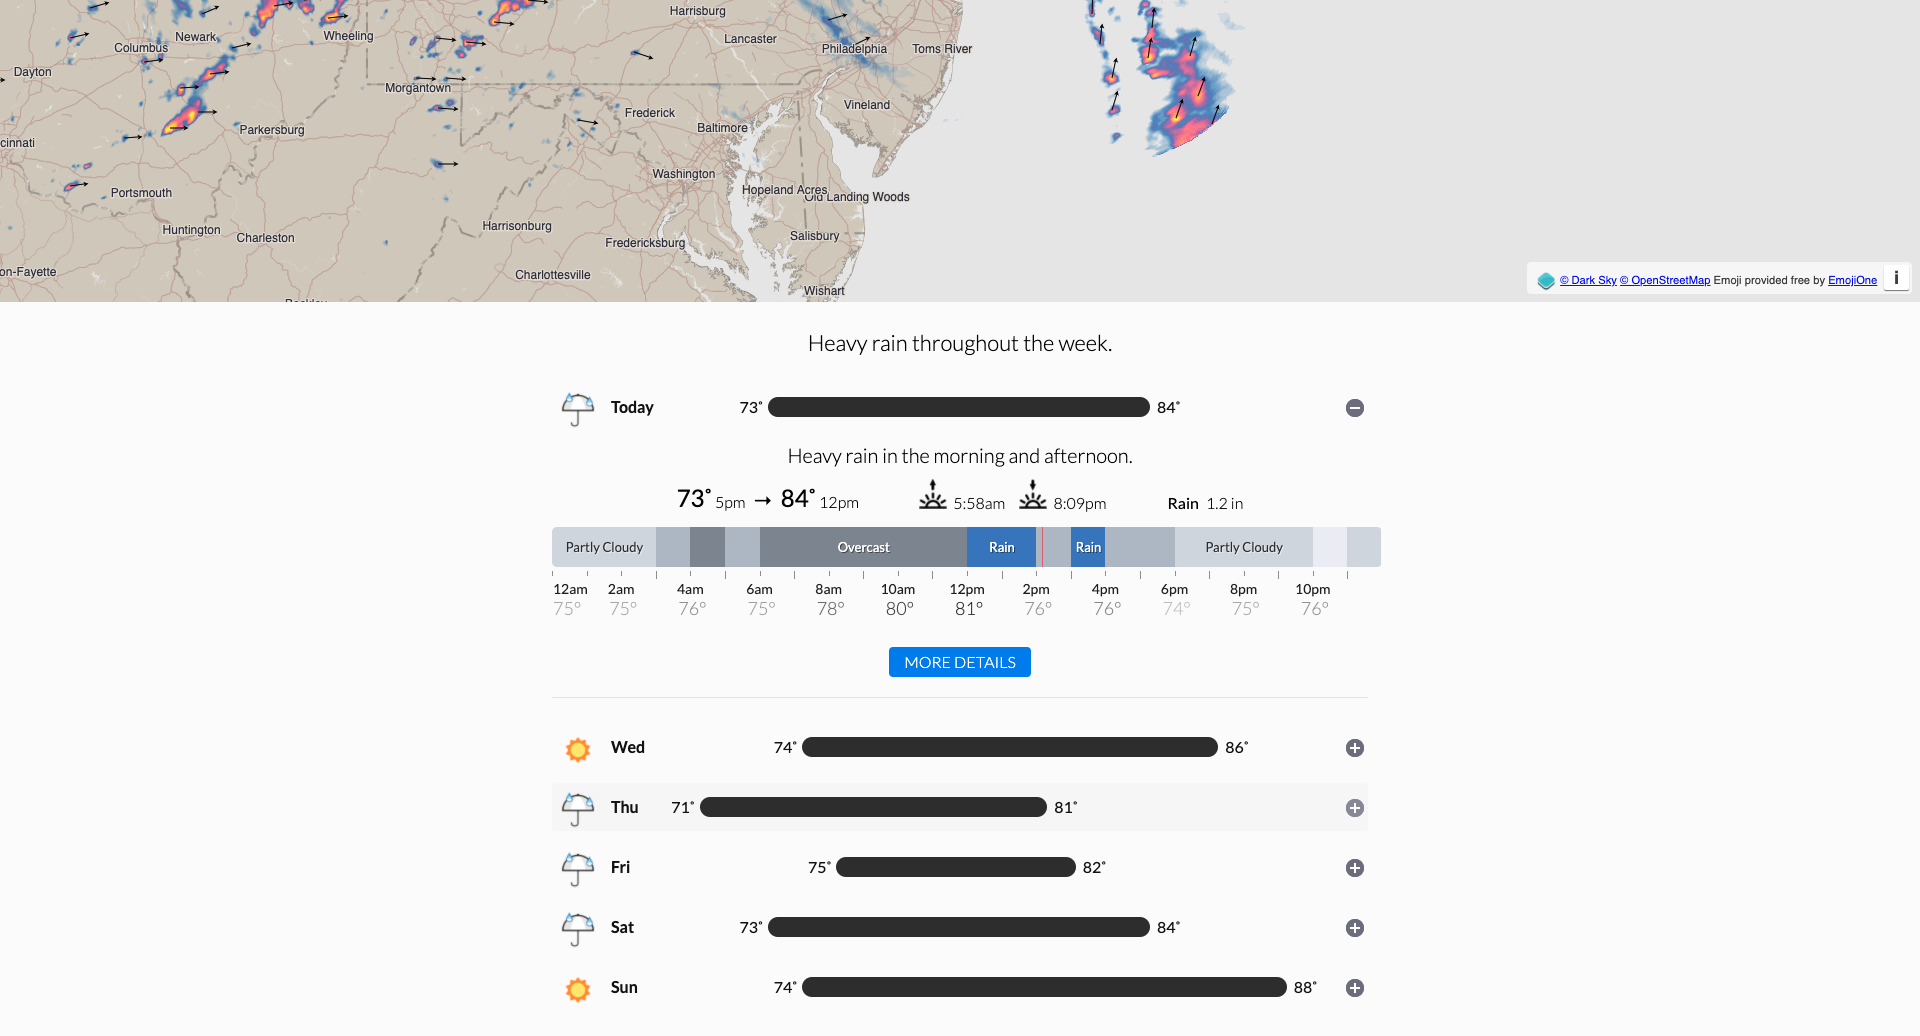 Harrisburg
Newark
Wheeling
Lancaster
Columbus
Philadelphia
Toms River
Dayton
Morgantown
Vineland
Frederick
Parkersburg
Baltimore
cinnati
Washington
Portsmouth
Hopeland Acres
Old Landing Woods
Huntington
Charleston
Harrisonburg
Salisbury
Fredericksburg
on-Fayette
Charlottesville
Wishart
© Dark Sky © OpenStreetMap Emoji provided free by EmojiOne i
Heavy rain throughout the week.
Today 73° 84°
Heavy rain in the morning and afternoon.
73° 5pm → 84° 12pm 5:58am 8:09pm Rain 1.2 in
Partly Cloudy Overcast Rain Rain Partly Cloudy
12am 2am 4am 6am 8am 10am 12pm 2pm 4pm 6pm 8pm 10pm
75° 75° 76° 75° 78° 80° 81° 76° 76° 74° 75° 76°
MORE DETAILS
Wed 74° 86°
Thu 71° 81°
Fri 75° 82°
Sat 73° 84°
Sun 74° 88°